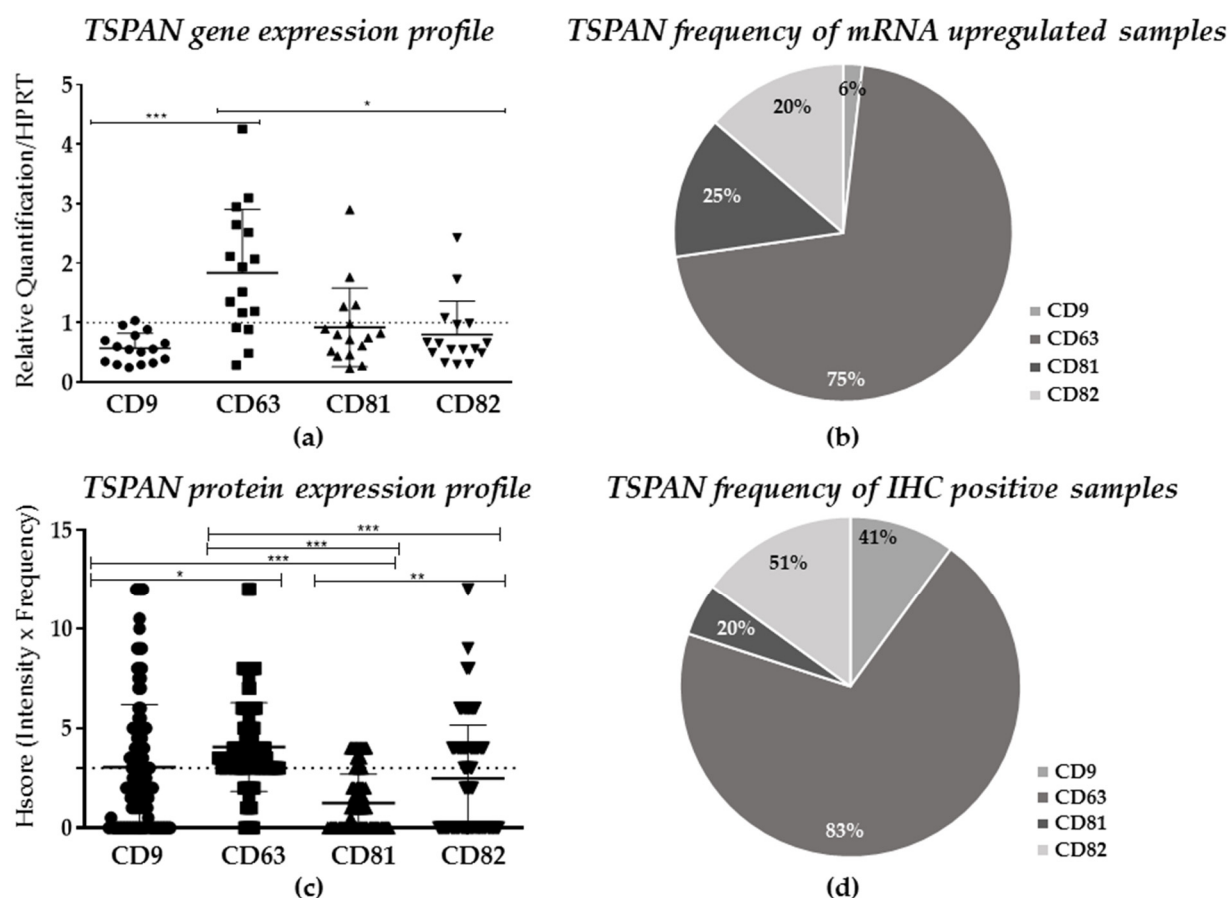 TSPAN gene expression profile
TSPAN frequency of mRNA upregulated samples
Relative Quantification/HPRT
5
4
3
2
1
0
***
*
CD9
CD63
CD81
CD82
(a)
6%
20%
25%
75%
CD9
CD63
CD81
CD82
(b)
TSPAN protein expression profile
TSPAN frequency of IHC positive samples
Hscore (Intensity x Frequency)
15
10
5
0
***
***
***
*
**
CD9
CD63
CD81
CD82
(c)
41%
51%
20%
83%
CD9
CD63
CD81
CD82
(d)